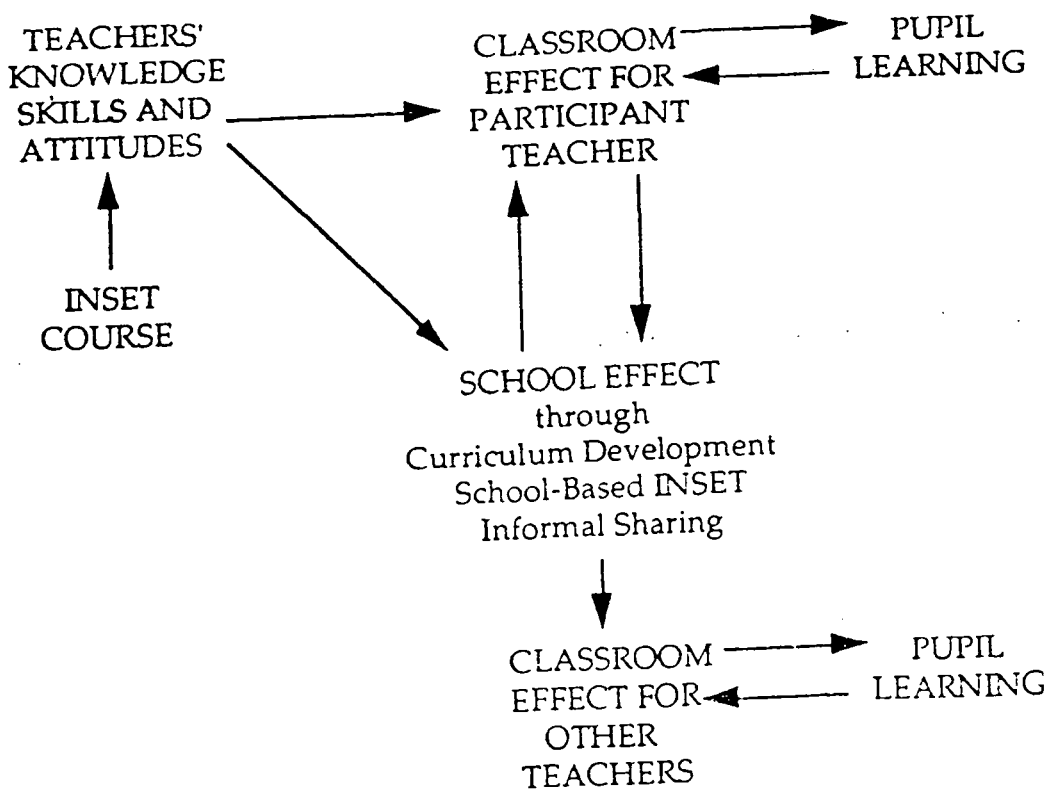 TEACHERS'
KNOWLEDGE
SKILLS AND
ATTITUDES
INSET
COURSE
CLASSROOM
EFFECT FOR
PARTICIPANT
TEACHER
PUPIL
LEARNING
SCHOOL EFFECT
through
Curriculum Development
School-Based INSET
Informal Sharing
CLASSROOM
EFFECT FOR
OTHER
TEACHERS
PUPIL
LEARNING